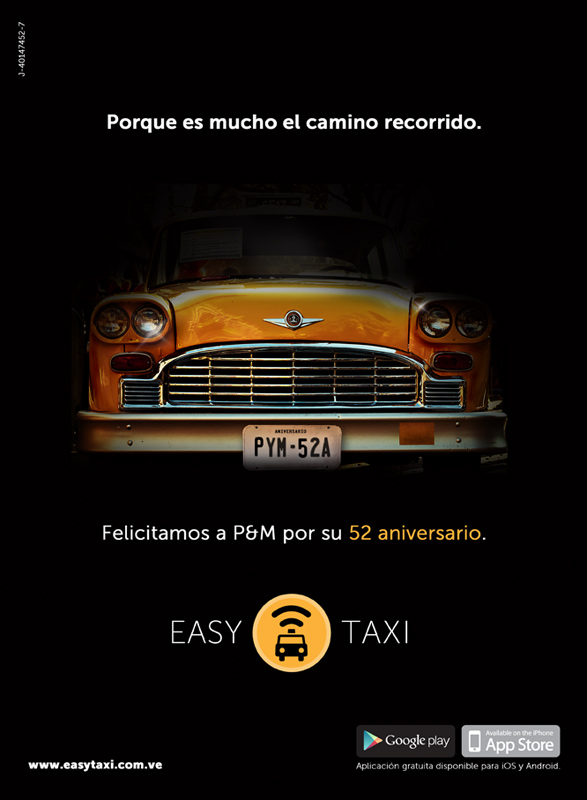 J-40147452-7
Porque es mucho el camino recorrido.
ANIVERSARIO
PYM-52A
Felicitamos a P&M por su 52 aniversario.
EASY TAXI
Google play
Available on the iPhone
App Store
www.easytaxi.com.ve
Aplicación gratuita disponible para iOS y Android.